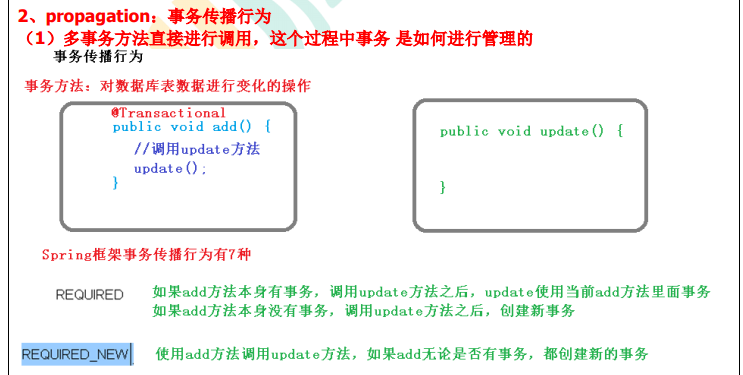 2、propagation：事务传播行为
（1）多事务方法直接进行调用，这个过程中事务 是如何进行管理的
事务传播行为
事务方法：对数据库表数据进行变化的操作
@Transactional
public void add() {
//调用update方法
update();
}
public void update() {
}
Spring框架事务传播行为有7种
REQUIRED
如果add方法本身有事务，调用update方法之后，update使用当前add方法里面事务
如果add方法本身没有事务，调用update方法之后，创建新事务
REQUIRED_NEW
使用add方法调用update方法，如果add无论是否有事务，都创建新的事务